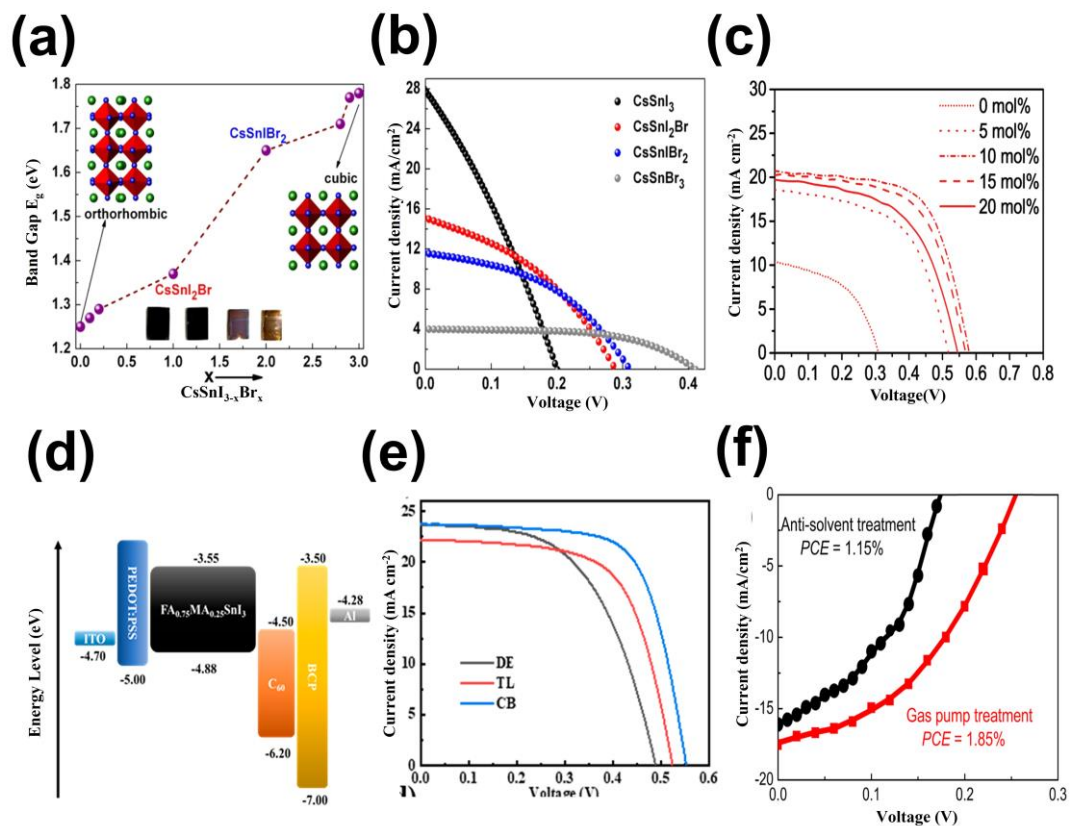 (a)
1.8
1.7
1.6
1.5
1.4
1.3
1.2
Band Gap E_g (eV)
CsSnIBr₂
cubic
orthorhombic
CsSnI₂Br
0.0 0.5 1.0 1.5 2.0 2.5 3.0
X
CsSnI₃₋ₓBrₓ
(b)
28
24
20
16
12
8
4
0
Current density (mA/cm²)
CsSnI₃
CsSnI₂Br
CsSnIBr₂
CsSnBr₃
0.0 0.1 0.2 0.3 0.4
Voltage (V)
(c)
30
25
20
15
10
5
0
Current density (mA cm⁻²)
0 mol%
5 mol%
10 mol%
15 mol%
20 mol%
0.0 0.1 0.2 0.3 0.4 0.5 0.6 0.7 0.8
Voltage(V)
(d)
Energy Level (eV)
ITO
-4.70
PEDOT:PSS
-5.00
-3.55
FA₀.₇₅MA₀.₂₅SnI₃
-4.88
-4.50
C₆₀
-6.20
-3.50
BCP
-7.00
-4.28
Al
(e)
25
20
15
10
5
0
Current density (mA/cm²)
DE
TL
CB
0.0 0.1 0.2 0.3 0.4 0.5 0.6
Voltage (V)
(f)
0
-5
-10
-15
-20
Current density (mA/cm²)
Anti-solvent treatment
PCE = 1.15%
Gas pump treatment
PCE = 1.85%
0.0 0.1 0.2 0.3
Voltage (V)